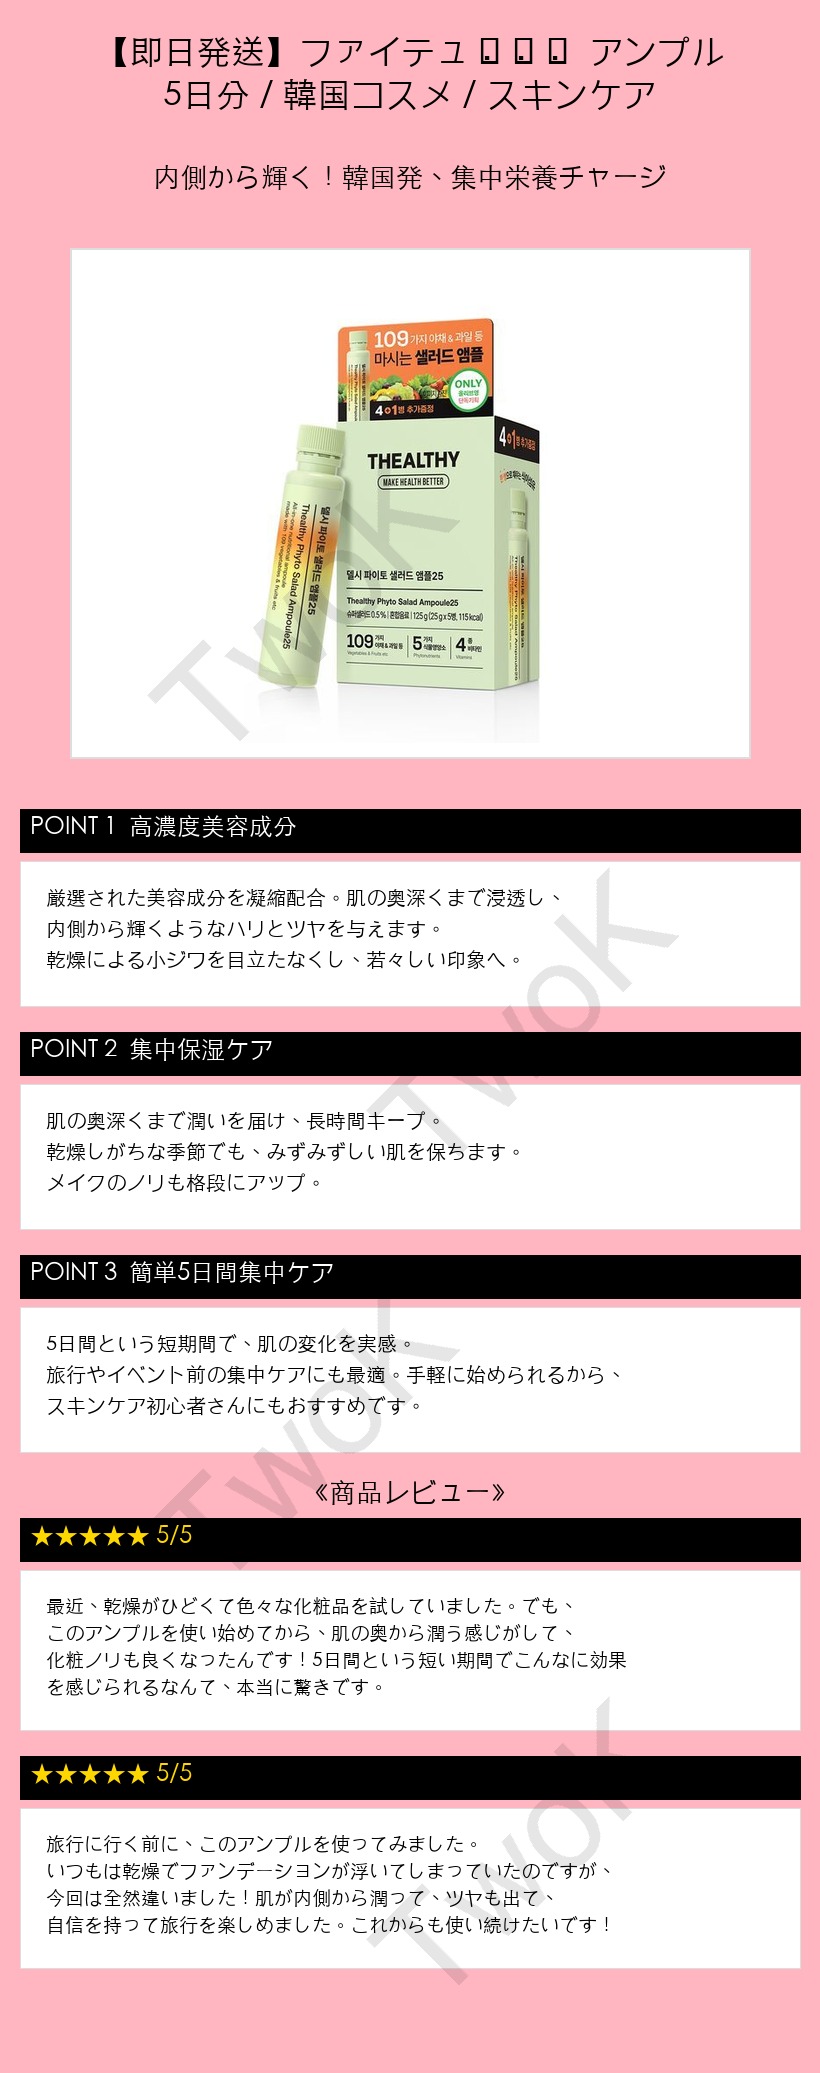 【即日発送】ファイテュ アンプル
5日分 / 韓国コスメ / スキンケア
内側から輝く！韓国発、集中栄養チャージ
109가지 야채 & 과일 등
마시는 샐러드 앰플
ONLY
올리브영
단독기획
4+1병 추가증정
4+1병 추가증정
THEALTHY
MAKE HEALTH BETTER
델시 파이토 샐러드 앰플25
Thealthy Phyto Salad Ampoule25
All-in-one nutritional ampoule
made with 109 vegetables & fruits etc
델시 파이토 샐러드 앰플25
Thealthy Phyto Salad Ampoule25
슈퍼샐러드 0.5% | 혼합음료 | 125 g (25 g x 5병, 115 kcal)
109 가지 야채 & 과일 등
Vegetables & Fruits etc
5 가지 식물영양소
Phytonutrients
4 종 비타민
Vitamins
TwoK
POINT 1 高濃度美容成分
厳選された美容成分を凝縮配合。肌の奥深くまで浸透し、
内側から輝くようなハリとツヤを与えます。
乾燥による小ジワを目立たなくし、若々しい印象へ。
TwoK
POINT 2 集中保湿ケア
肌の奥深くまで潤いを届け、長時間キープ。
乾燥しがちな季節でも、みずみずしい肌を保ちます。
メイクのノリも格段にアップ。
POINT 3 簡単5日間集中ケア
5日間という短期間で、肌の変化を実感。
旅行やイベント前の集中ケアにも最適。手軽に始められるから、
スキンケア初心者さんにもおすすめです。
TwoK
《商品レビュー》
★★★★★ 5/5
最近、乾燥がひどくて色々な化粧品を試していました。でも、
このアンプルを使い始めてから、肌の奥から潤う感じがして、
化粧ノリも良くなったんです！5日間という短い期間でこんなに効果
を感じられるなんて、本当に驚きです。
★★★★★ 5/5
旅行に行く前に、このアンプルを使ってみました。
いつもは乾燥でファンデーションが浮いてしまっていたのですが、
今回は全然違いました！肌が内側から潤って、ツヤも出て、
自信を持って旅行を楽しめました。これからも使い続けたいです！
TwoK